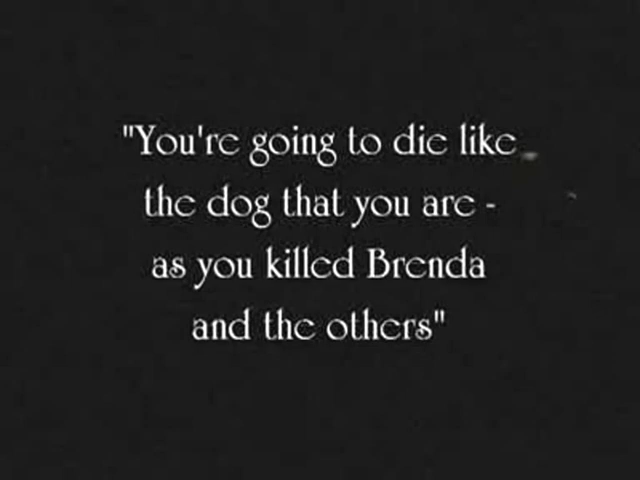 "You're going to die like
the dog that you are -
as you killed Brenda
and the others"